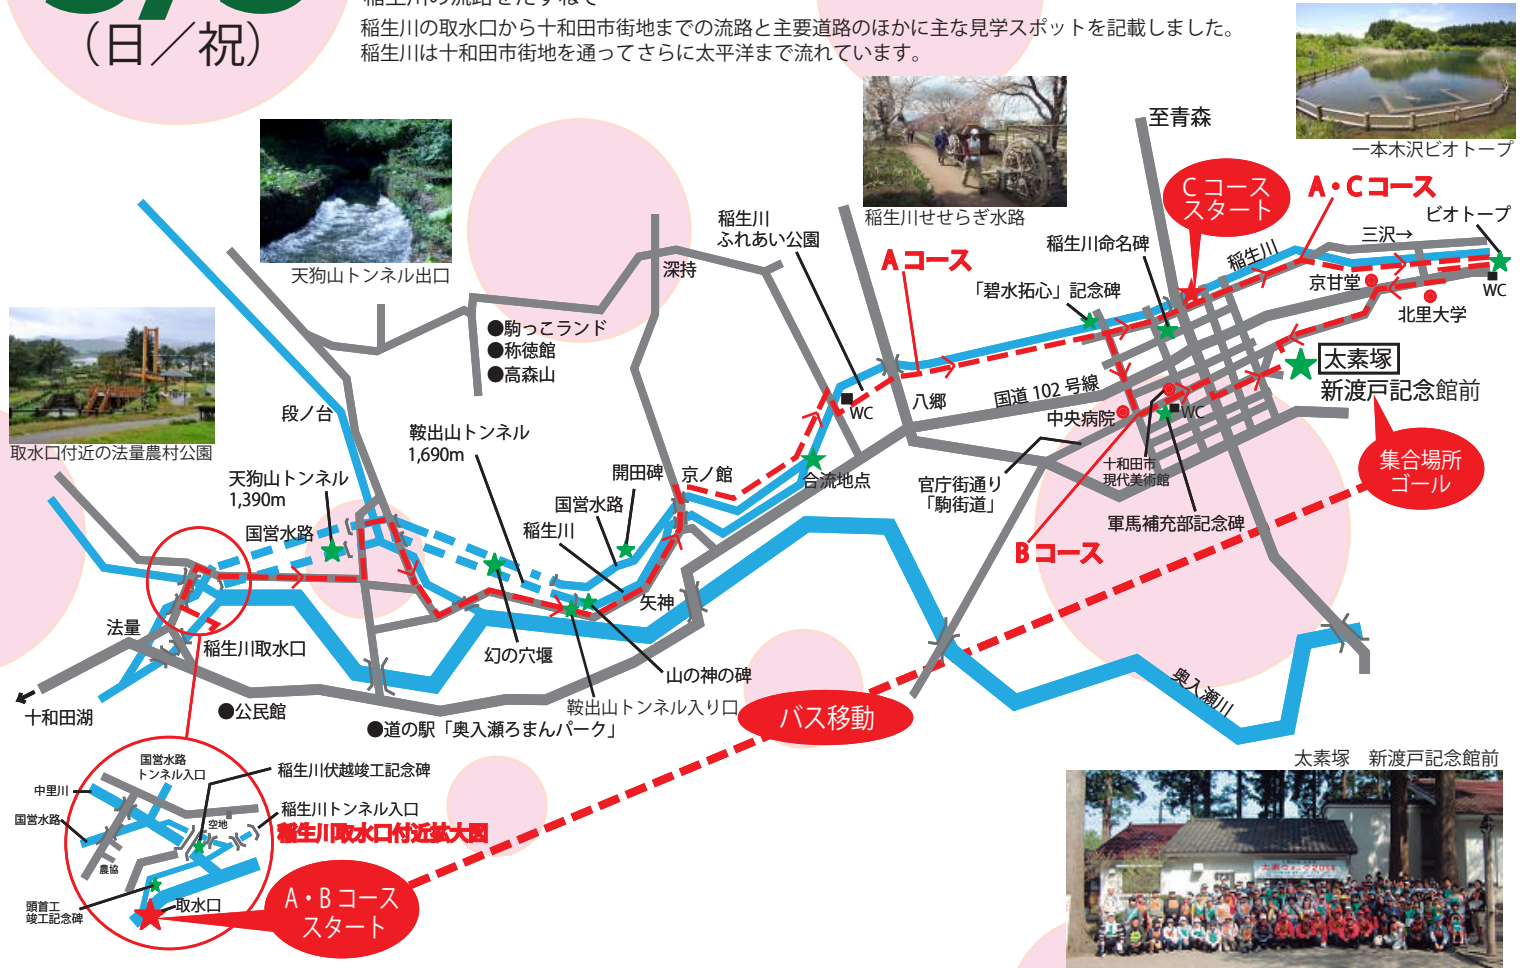 （日／祝）
稲生川の流路をたずねて
稲生川の取水口から十和田市街地までの流路と主要道路のほかに主な見学スポットを記載しました。
稲生川は十和田市街地を通ってさらに太平洋まで流れています。
至青森
一本木沢ビオトープ
Cコース
スタート
A・Cコース
ビオトープ
稲生川せせらぎ水路
稲生川
ふれあい公園
Aコース
稲生川命名碑
稲生川
三沢→
天狗山トンネル出口
深持
「碧水拓心」記念碑
京甘堂
WC
北里大学
●駒っこランド
●称徳館
●高森山
太素塚
新渡戸記念館前
国道 102 号線
八郷
WC
中央病院
WC
段ノ台
鞍出山トンネル
1,690m
取水口付近の法量農村公園
天狗山トンネル
1,390m
開田碑
京ノ館
合流地点
官庁街通り
「駒街道」
十和田市
現代美術館
集合場所
ゴール
国営水路
国営水路
稲生川
軍馬補充部記念碑
Bコース
矢神
法量
稲生川取水口
幻の穴堰
山の神の碑
奥入瀬川
十和田湖
●公民館
鞍出山トンネル入り口
バス移動
●道の駅「奥入瀬ろまんパーク」
国営水路
トンネル入口
稲生川伏越竣工記念碑
太素塚　新渡戸記念館前
中里川
稲生川トンネル入口
国営水路
空地
稲生川取水口付近拡大図
農協
太素ウォーク2014
頭首工
竣工記念碑
取水口
A・Bコース
スタート